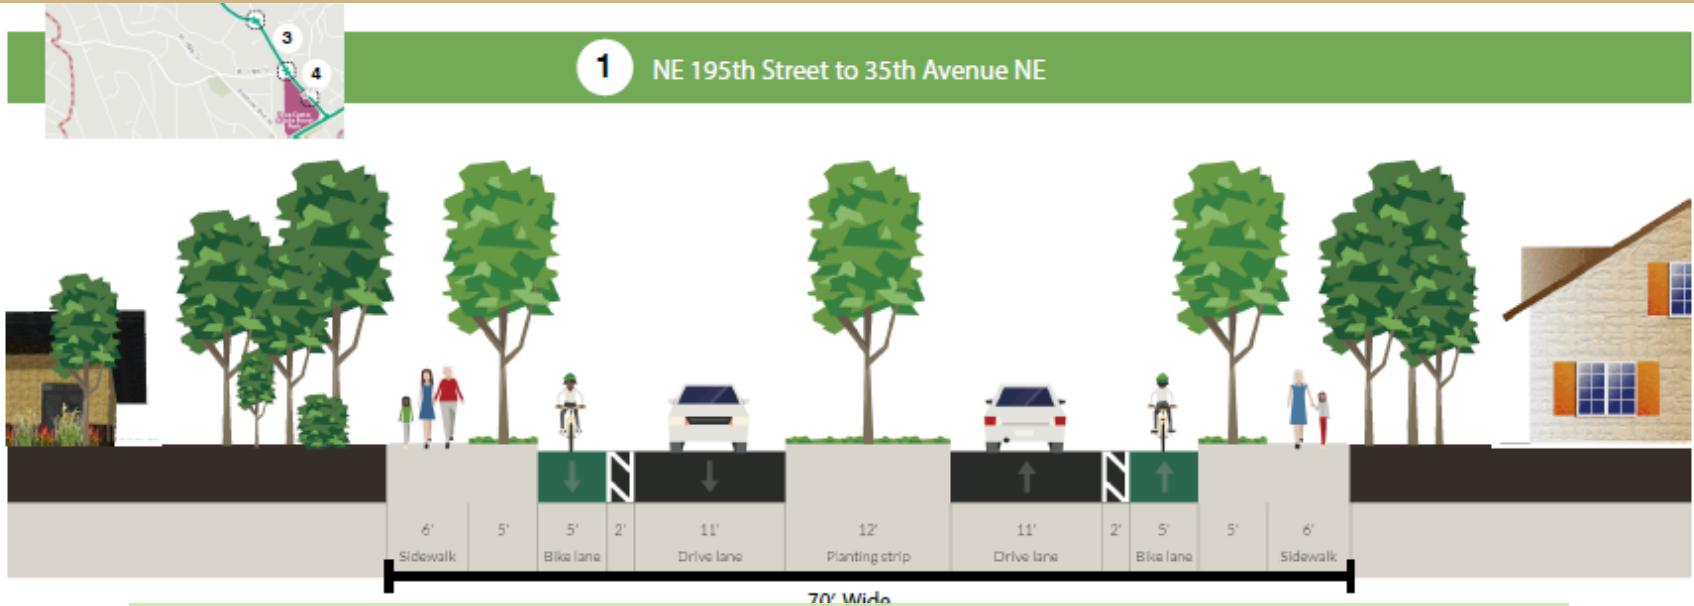 3
4
1 NE 195th Street to 35th Avenue NE
6' 5' 5' 2' 11' 12' 11' 2' 5' 5' 6'
Sidewalk Bike lane Drive lane Planting strip Drive lane Bike lane Sidewalk
70' Wide